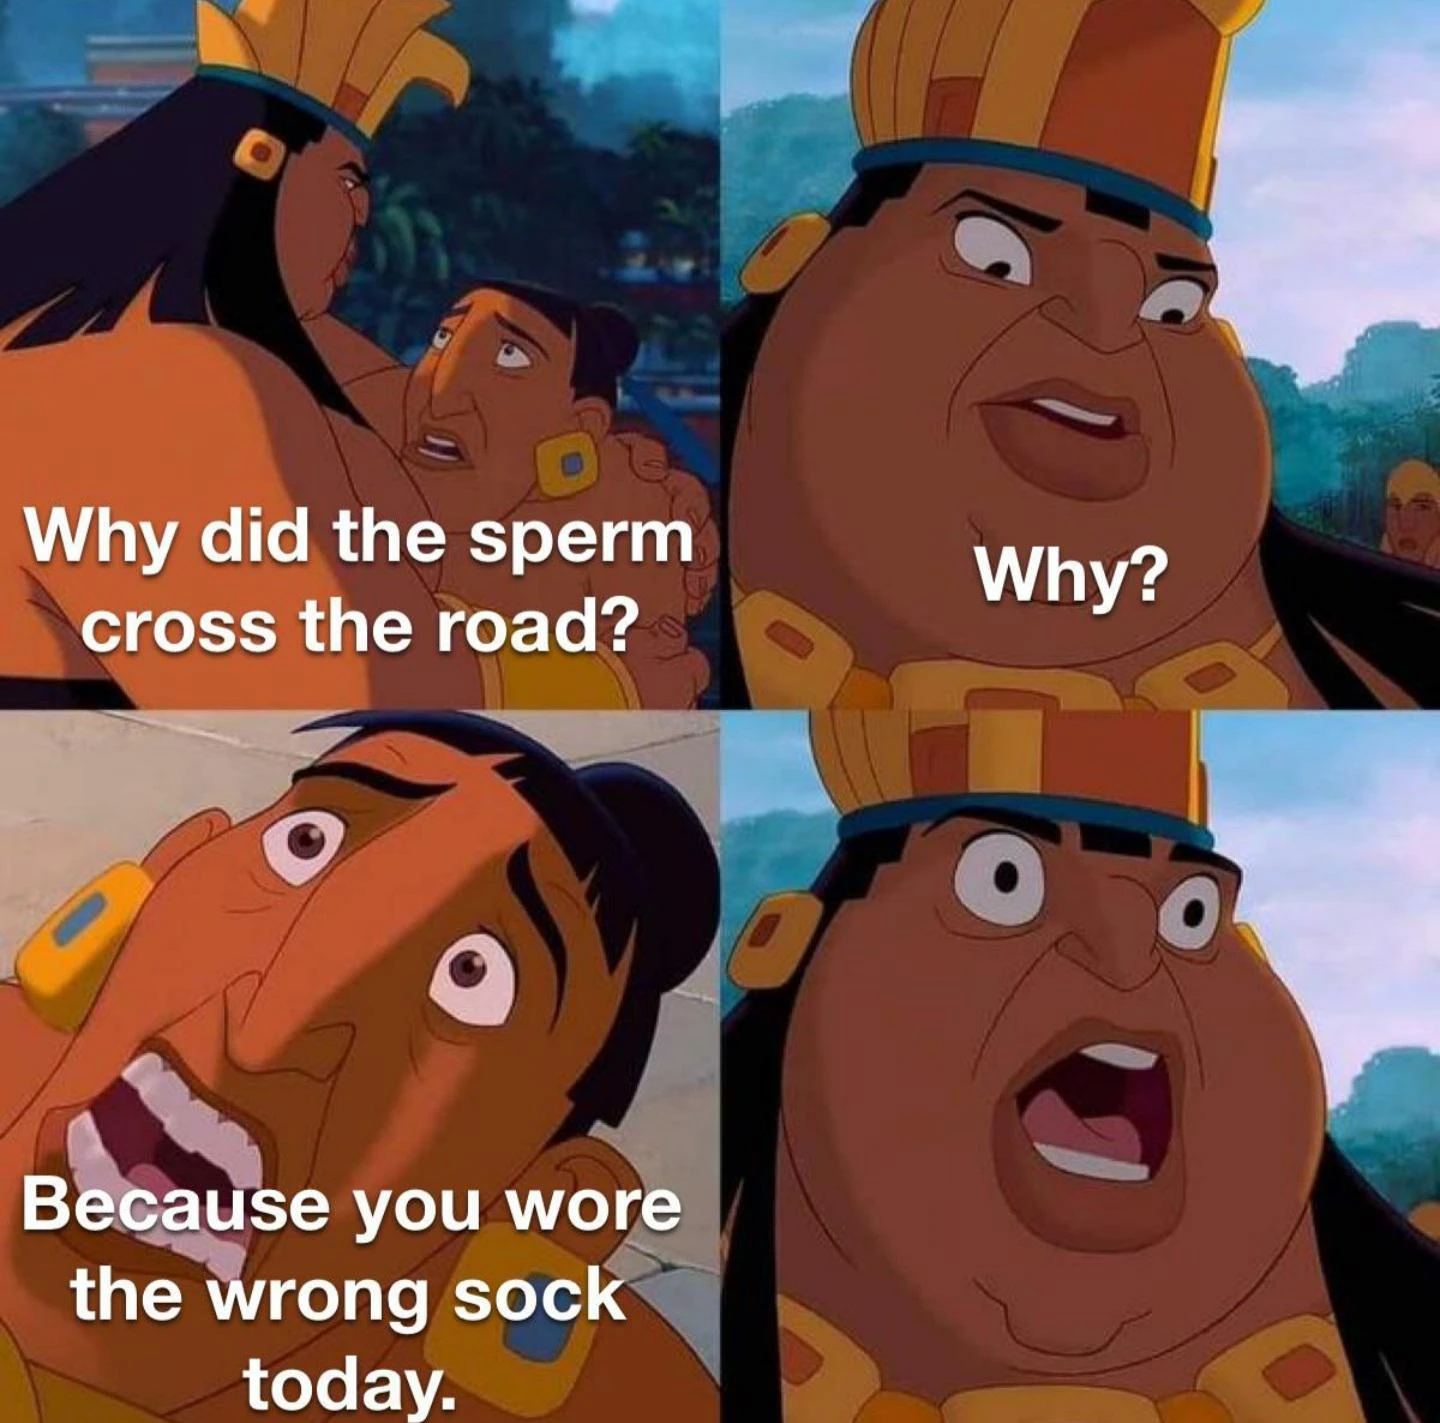 Why did the sperm
cross the road?
Why?
Because you wore
the wrong sock
today.